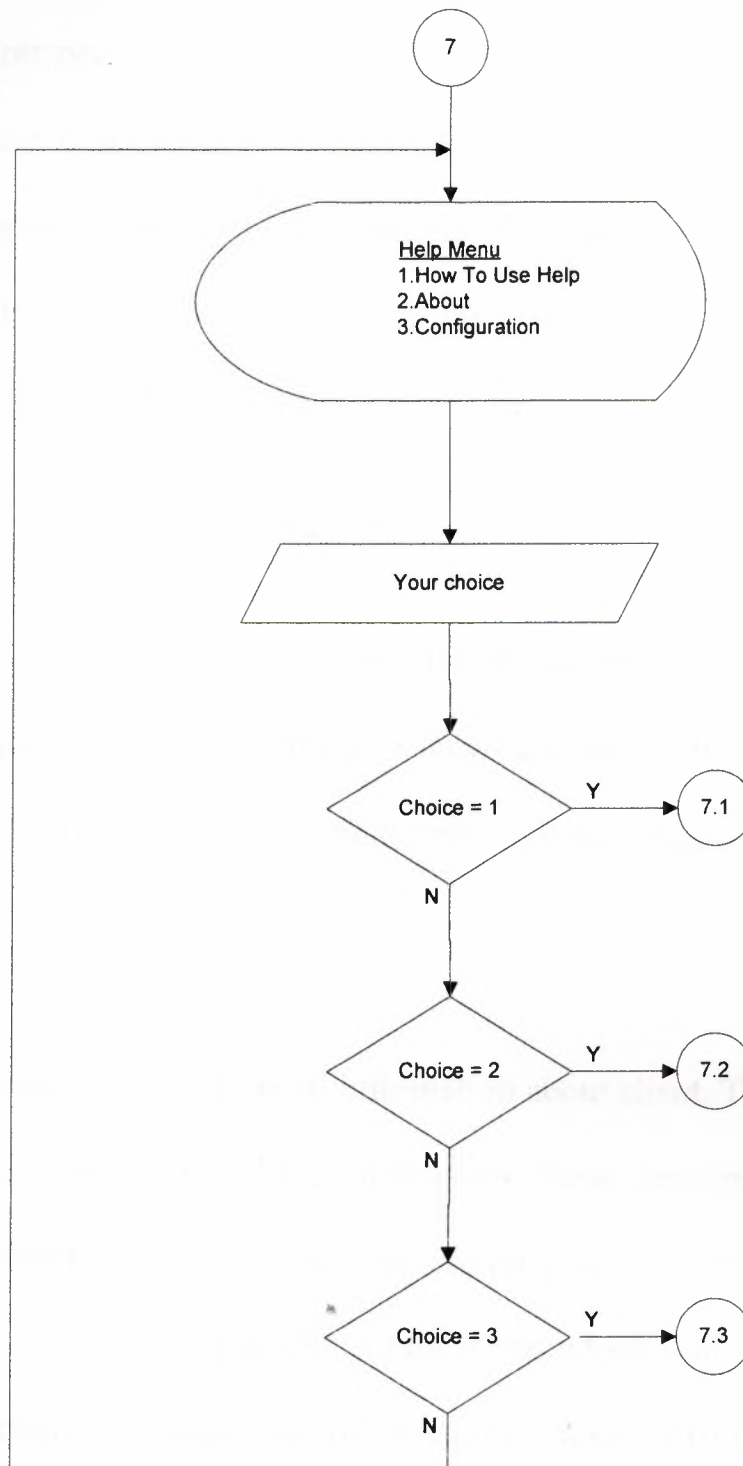 7
Help Menu
1.How To Use Help
2.About
3.Configuration
Your choice
Choice = 1
Y
7.1
N
Choice = 2
Y
7.2
N
Choice = 3
Y
7.3
N